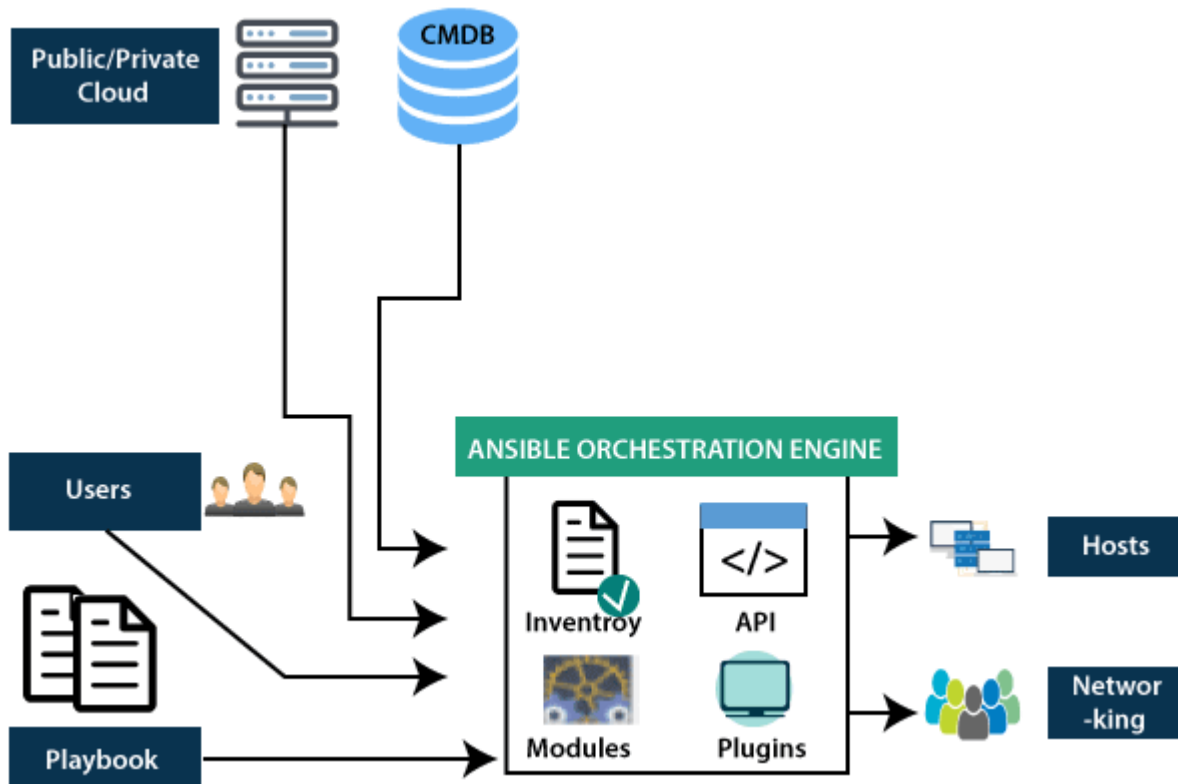 Public/Private
Cloud
CMDB
ANSIBLE ORCHESTRATION ENGINE
Users
Hosts
</>
Inventroy
API
Networ
-king
Modules
Plugins
Playbook